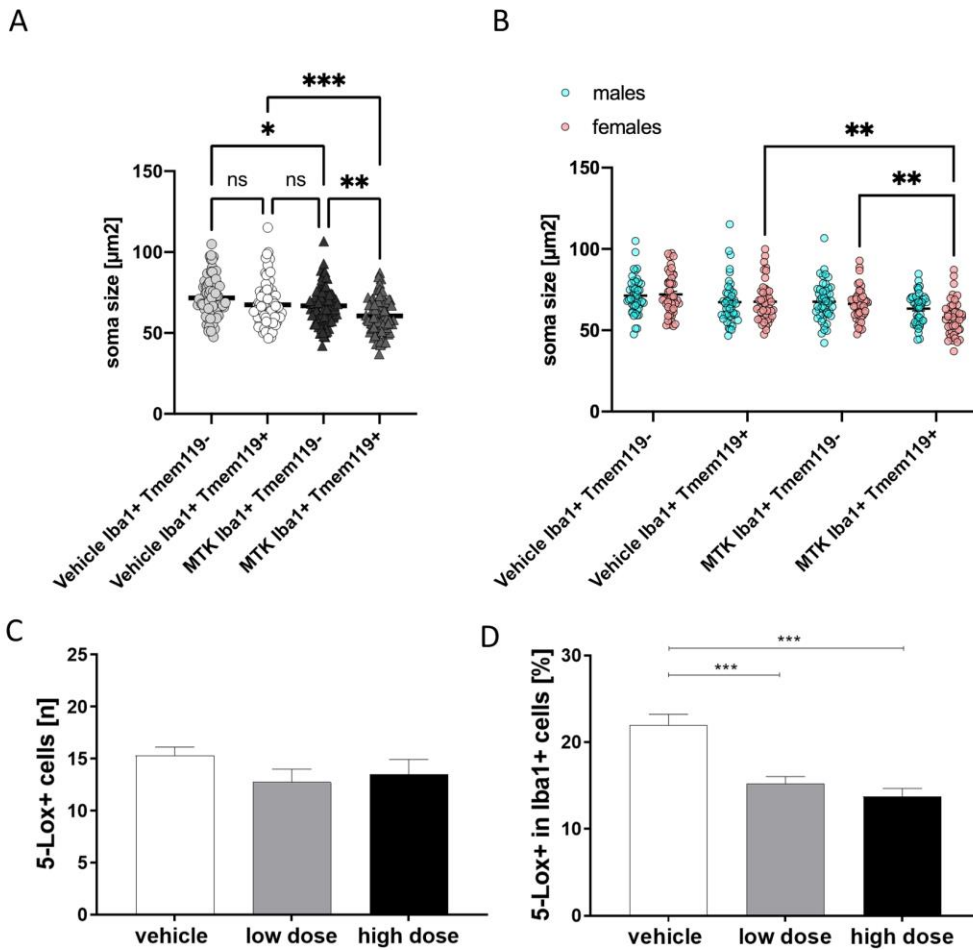 A
***
*
ns
ns
**
150
100
50
0
soma size [µm2]
Vehicle Iba1+ Tmem119-
Vehicle Iba1+ Tmem119+
MTK Iba1+ Tmem119-
MTK Iba1+ Tmem119+
B
males
females
**
**
150
100
50
0
soma size [µm2]
Vehicle Iba1+ Tmem119-
Vehicle Iba1+ Tmem119+
MTK Iba1+ Tmem119-
MTK Iba1+ Tmem119+
C
25
20
15
10
5
0
5-Lox+ cells [n]
vehicle
low dose
high dose
D
***
***
30
20
10
0
5-Lox+ in Iba1+ cells [%]
vehicle
low dose
high dose